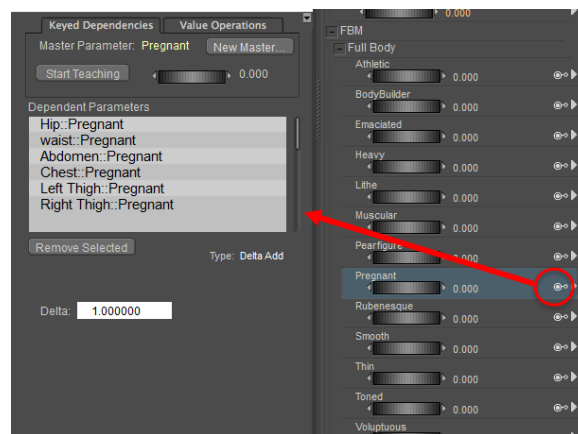 Keyed Dependencies Value Operations
Master Parameter: Pregnant New Master...
Start Teaching 0.000
Dependent Parameters
Hip::Pregnant
waist::Pregnant
Abdomen::Pregnant
Chest::Pregnant
Left Thigh::Pregnant
Right Thigh::Pregnant
Remove Selected
Type: Delta Add
Delta: 1.000000
0.000
FBM
Full Body
Athletic
0.000
BodyBuilder
0.000
Emaciated
0.000
Heavy
0.000
Lithe
0.000
Muscular
0.000
Pearfigure
0.000
Pregnant
0.000
Rubenesque
0.000
Smooth
0.000
Thin
0.000
Toned
0.000
Voluptuous